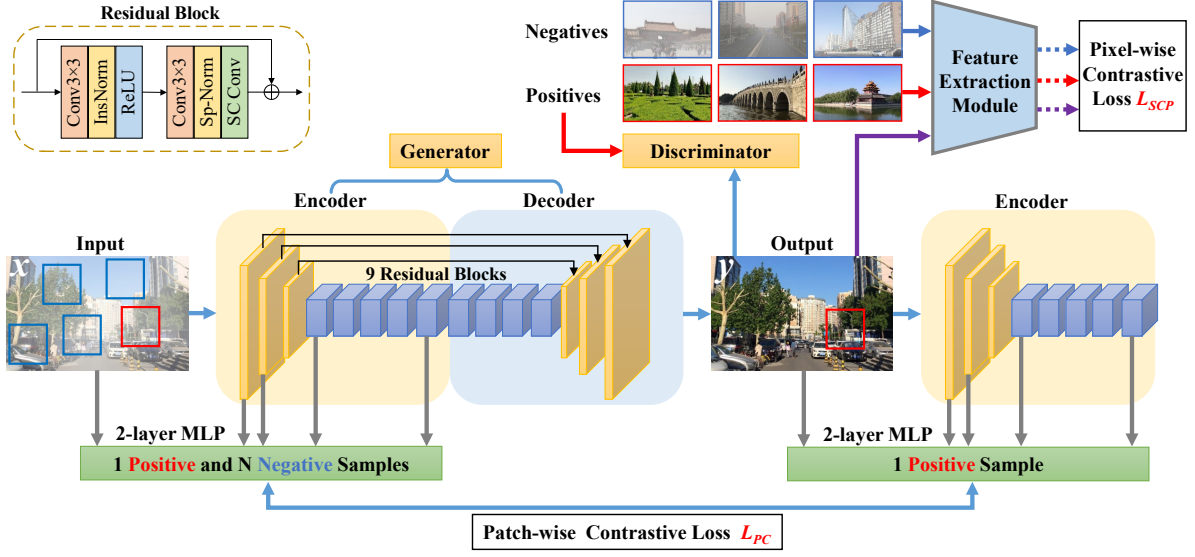 Residual Block
Conv3×3
InsNorm
ReLU
Conv3×3
Sp-Norm
SC Conv
Negatives
Positives
Feature
Extraction
Module
Pixel-wise
Contrastive
Loss L_SCP
Generator
Discriminator
Encoder
Decoder
Input
x
9 Residual Blocks
Output
y
Encoder
2-layer MLP
1 Positive and N Negative Samples
2-layer MLP
1 Positive Sample
Patch-wise Contrastive Loss L_PC